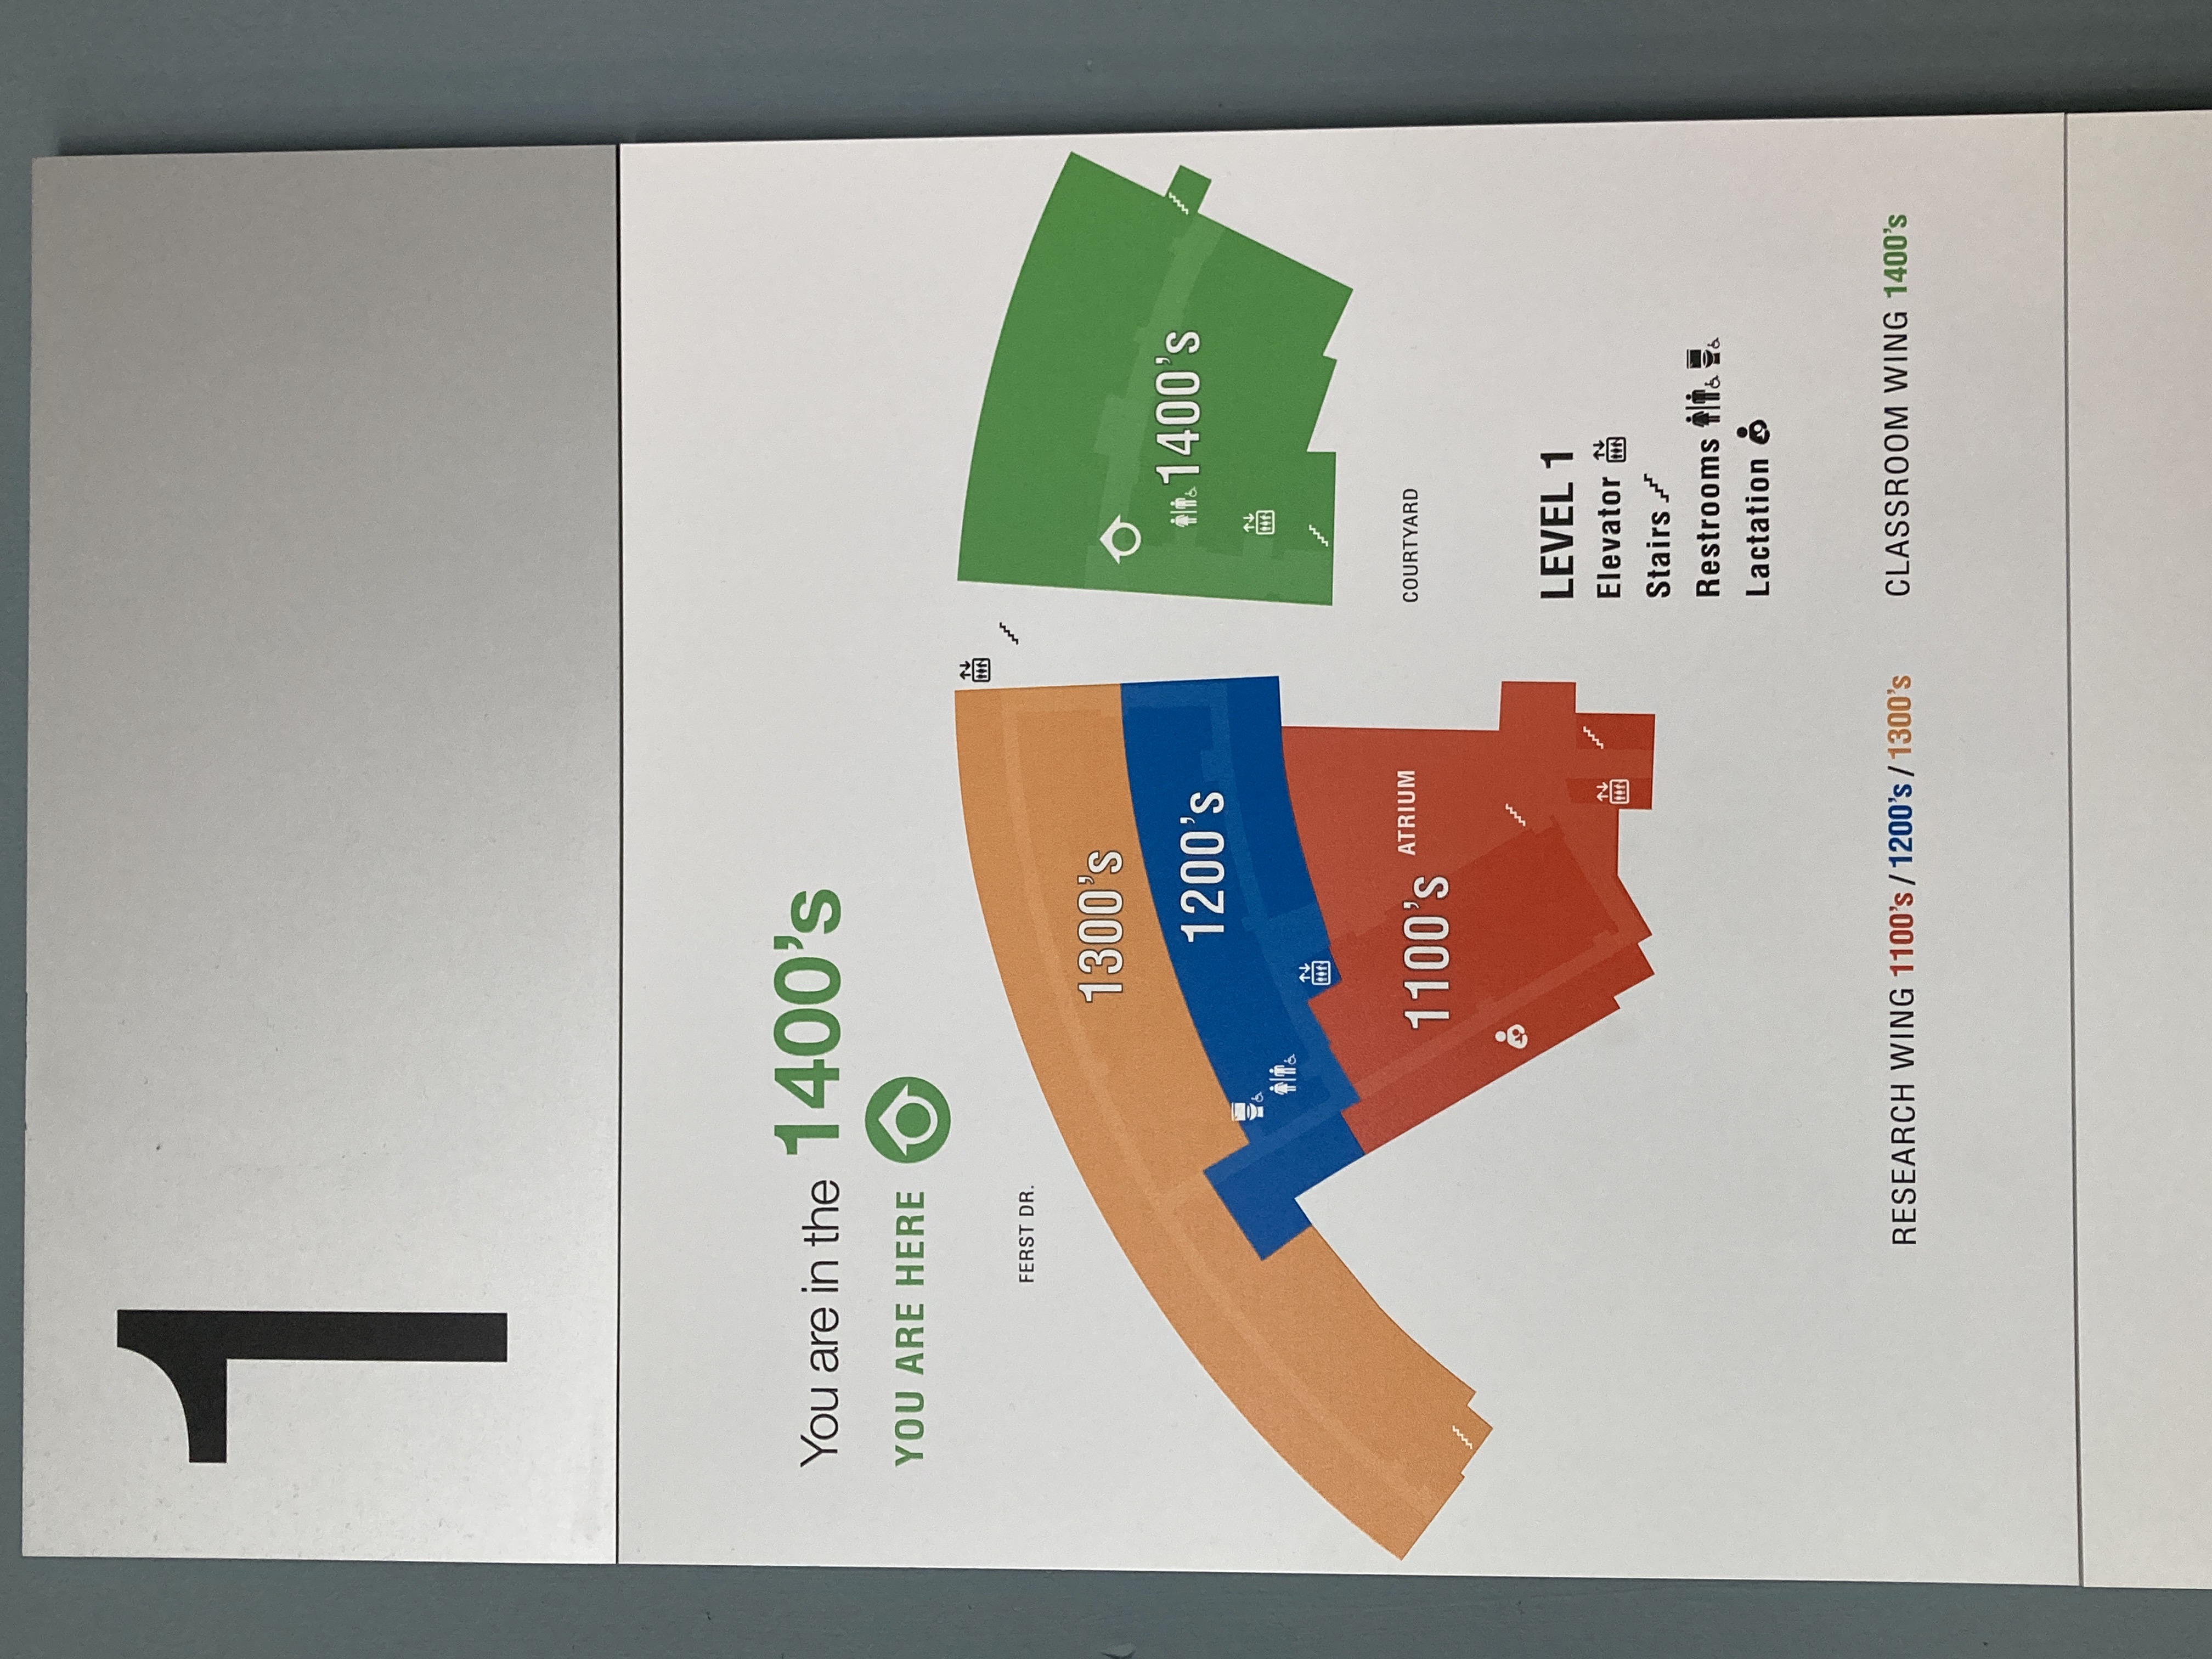 1
You are in the 1400’s
YOU ARE HERE
FERST DR.
1300’s
1200’s
1400’s
1100’s
ATRIUM
COURTYARD
LEVEL 1
Elevator
Stairs
Restrooms
Lactation
RESEARCH WING 1100’s / 1200’s / 1300’s
CLASSROOM WING 1400’s